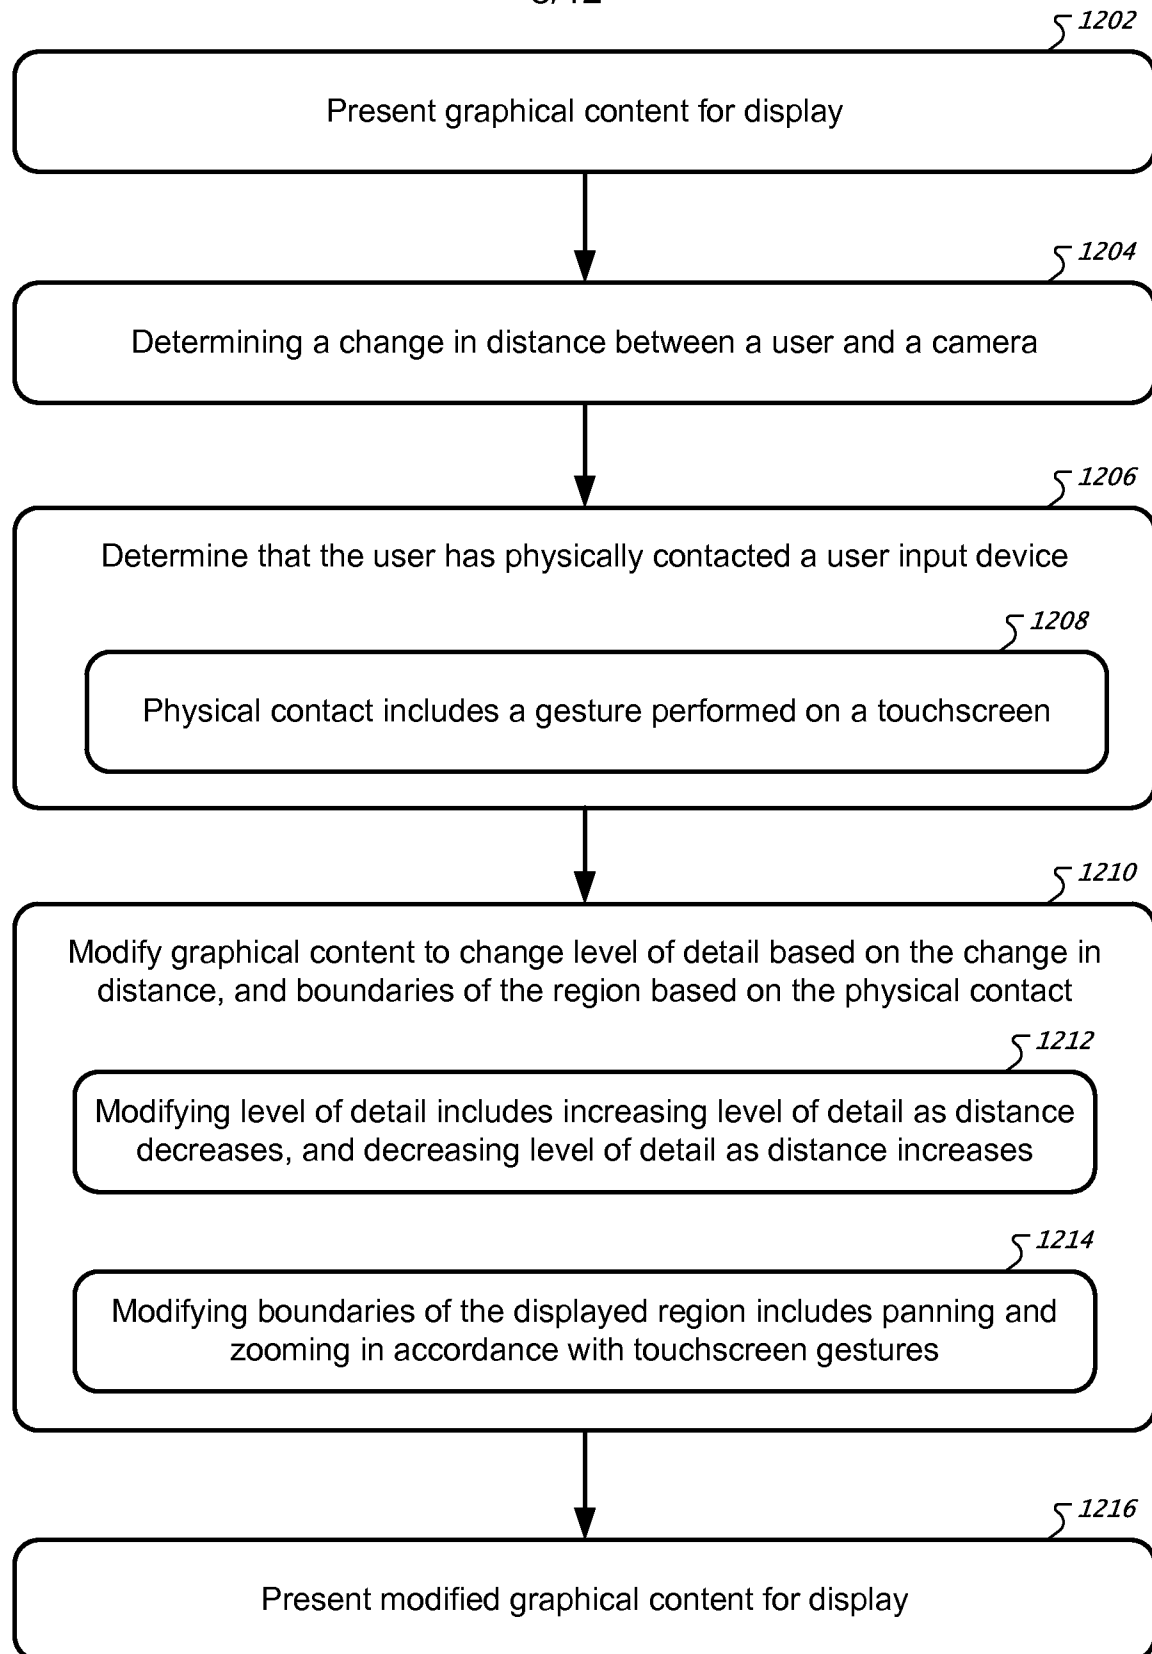 1202
Present graphical content for display
1204
Determining a change in distance between a user and a camera
1206
Determine that the user has physically contacted a user input device
1208
Physical contact includes a gesture performed on a touchscreen
1210
Modify graphical content to change level of detail based on the change in
distance, and boundaries of the region based on the physical contact
1212
Modifying level of detail includes increasing level of detail as distance
decreases, and decreasing level of detail as distance increases
1214
Modifying boundaries of the displayed region includes panning and
zooming in accordance with touchscreen gestures
1216
Present modified graphical content for display